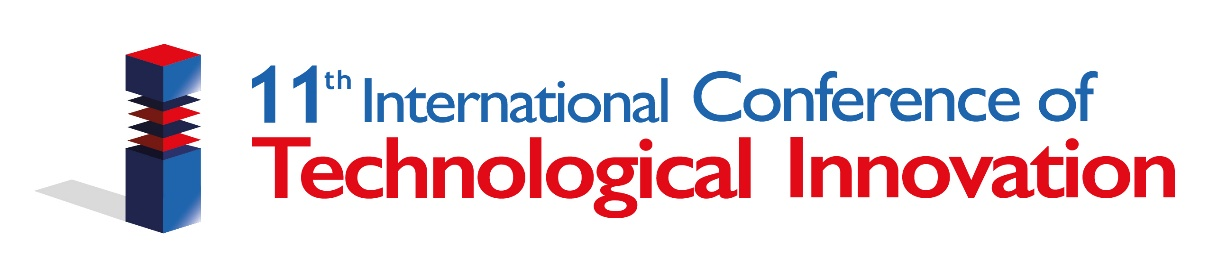 11th International Conference of
Technological Innovation